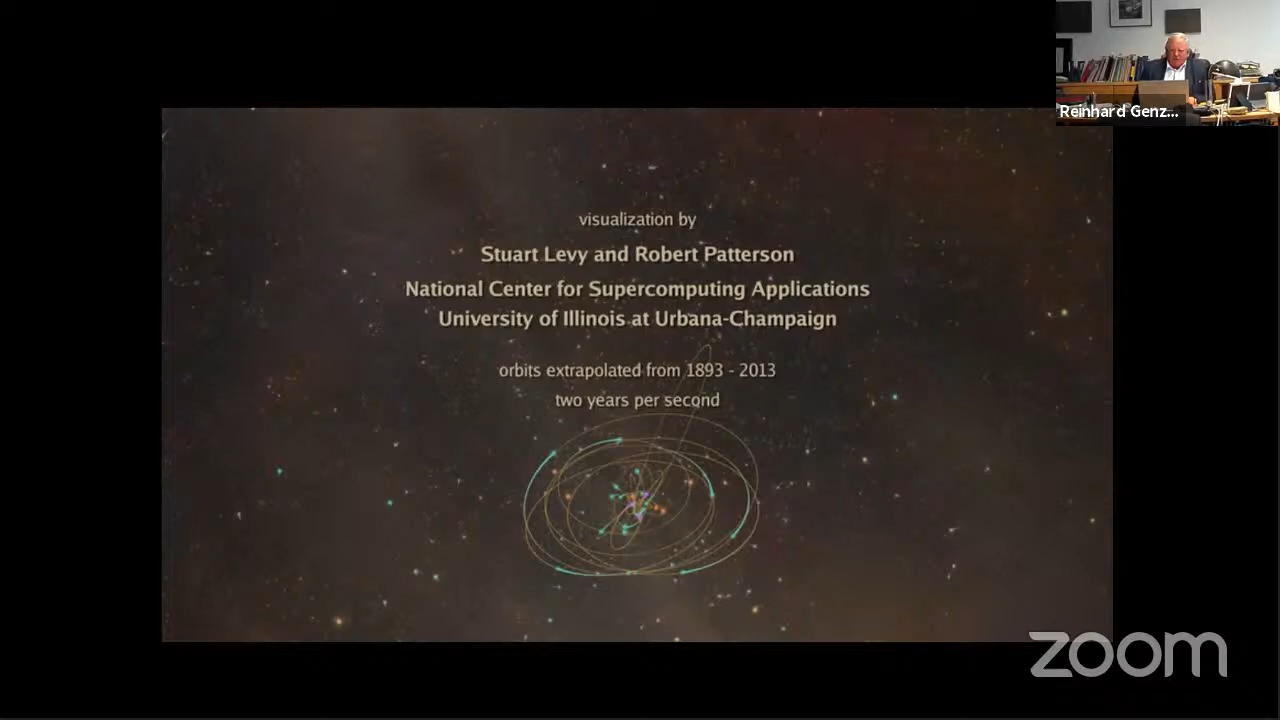 Reinhard Genz...
visualization by
Stuart Levy and Robert Patterson
National Center for Supercomputing Applications
University of Illinois at Urbana-Champaign
orbits extrapolated from 1893 - 2013
two years per second
zoom